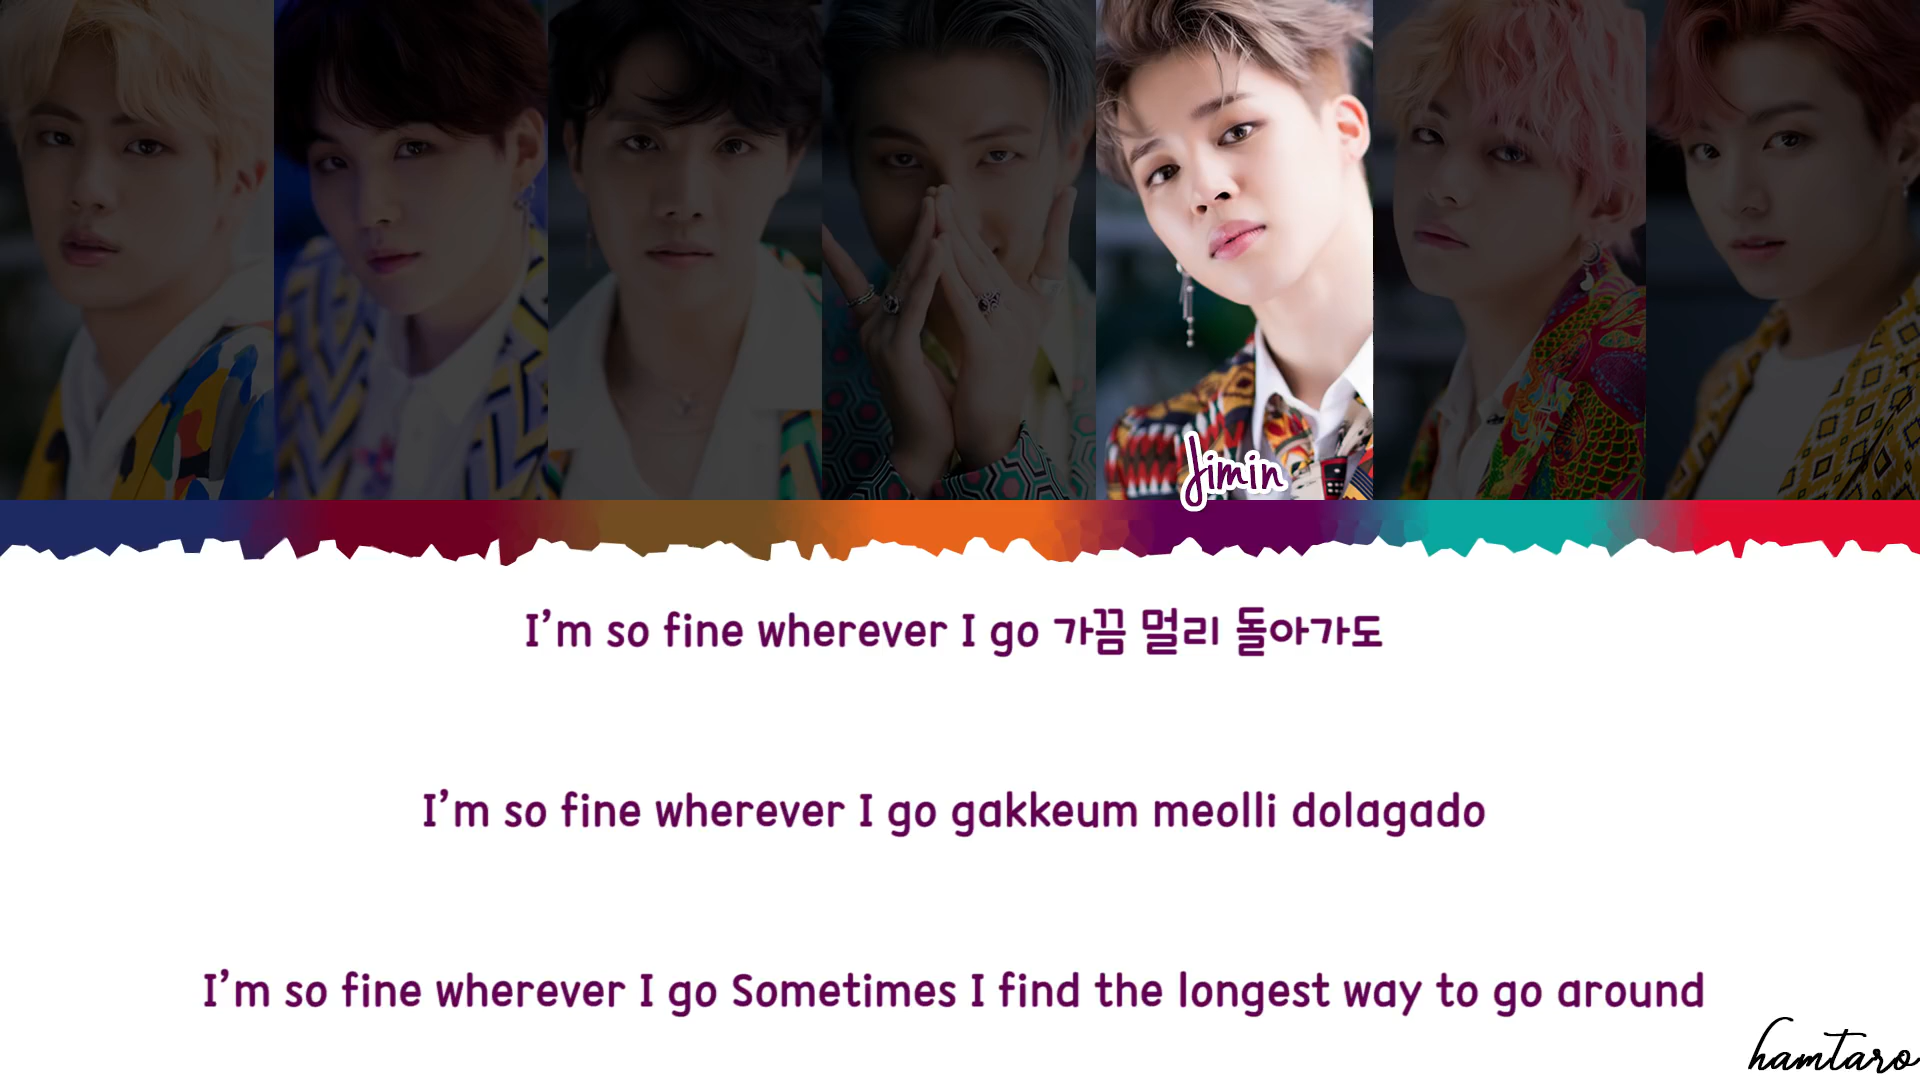 Jimin
I'm so fine wherever I go 가끔 멀리 돌아가도
I'm so fine wherever I go gakkeum meolli dolagado
I'm so fine wherever I go Sometimes I find the longest way to go around
hamtaro